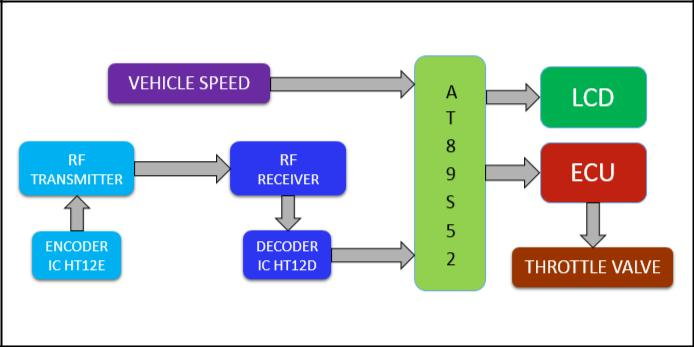 VEHICLE SPEED
A
T
8
9
S
5
2
LCD
RF
TRANSMITTER
RF
RECEIVER
ECU
ENCODER
IC HT12E
DECODER
IC HT12D
THROTTLE VALVE